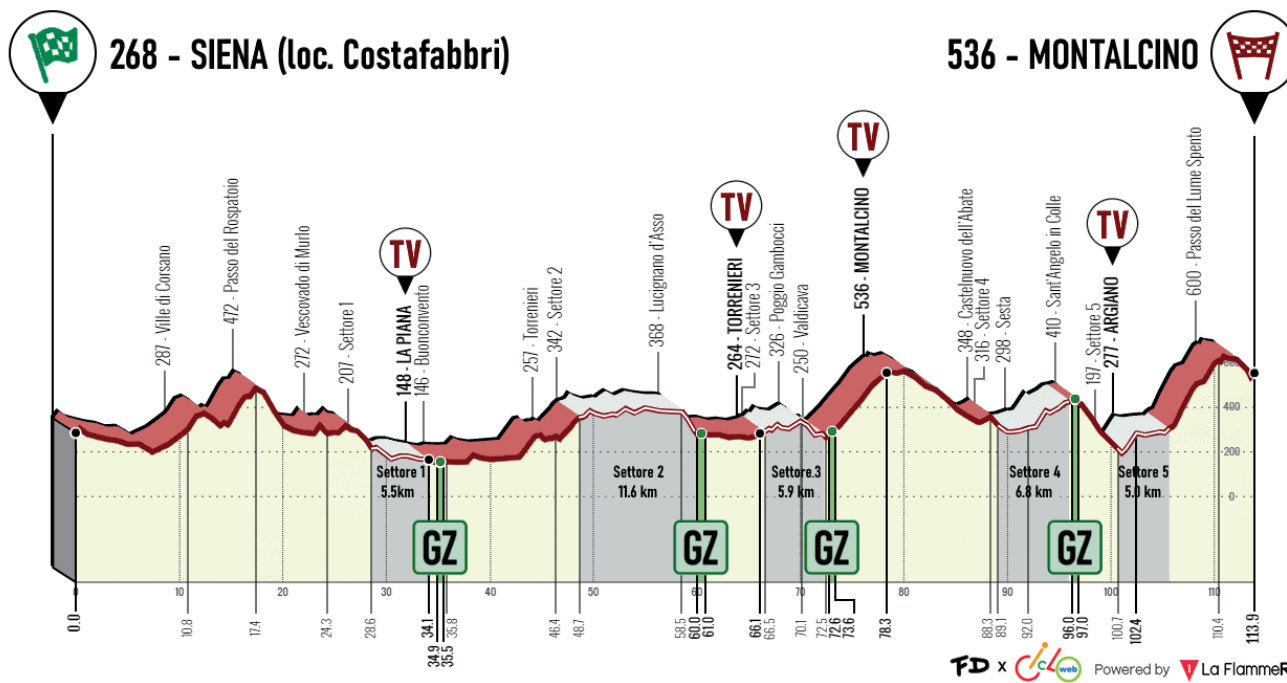 268 - SIENA (loc. Costafabbri)
536 - MONTALCINO
TV
TV
TV
TV
287 - Ville di Corsano
472 - Passo del Rospatoio
272 - Vescovado di Murlo
207 - Settore 1
148 - LA PIANA
146 - Buonconvento
257 - Torrenieri
342 - Settore 2
368 - Lucignano d'Asso
264 - TORRENIERI
272 - Settore 3
326 - Poggio Gambocci
250 - Valdicava
536 - MONTALCINO
348 - Castelnuovo dell'Abate
316 - Settore 4
298 - Sesta
410 - Sant'Angelo in Colle
197 - Settore 5
277 - ARGIANO
600 - Passo del Lume Spento
600
400
200
0
Settore 1
5.5km
Settore 2
11.6 km
Settore 3
5.9 km
Settore 4
6.8 km
Settore 5
5.0 km
GZ
GZ
GZ
GZ
0 10 20 30 40 50 60 70 80 90 100 110
0.0
10.8
17.4
24.3
28.6
34.1
34.9
35.5
35.8
46.4
48.7
58.5
60.0
61.0
66.1
66.5
70.1
72.5
72.6
73.6
78.3
88.3
89.1
92.0
96.0
97.0
100.7
102.4
110.4
113.9
FD x CicloWeb Powered by La FlammeR